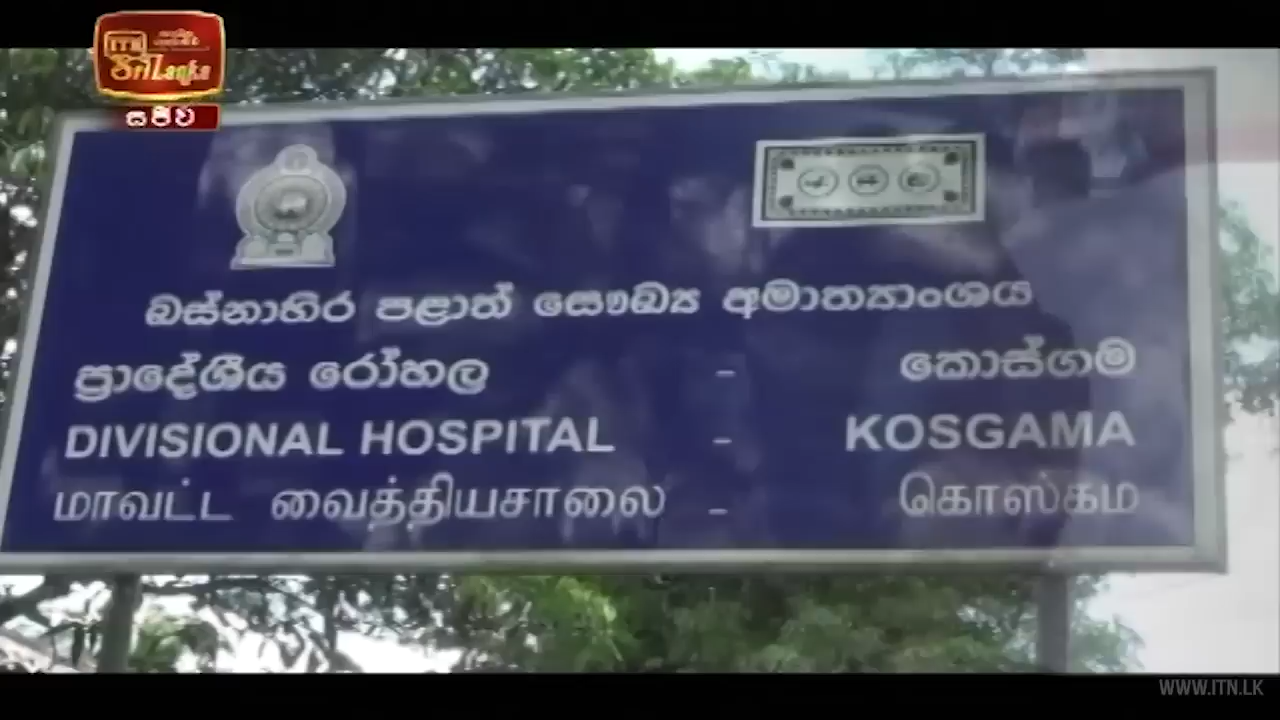 ITN
Sri Lanka
සජීව
බස්නාහිර පළාත් සෞඛ්‍ය අමාත්‍යාංශය
ප්‍රාදේශීය රෝහල - කොස්ගම
DIVISIONAL HOSPITAL - KOSGAMA
மாவட்ட வைத்தியசாலை - கொஸ்கம
WWW.ITN.LK